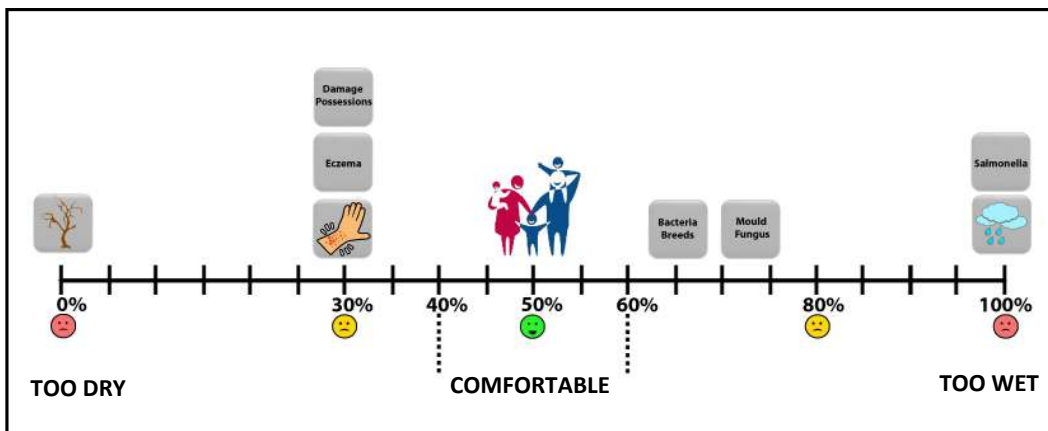 Damage
Possessions
Eczema
Salmonella
Bacteria
Breeds
Mould
Fungus
0%
30%
40%
50%
60%
80%
100%
TOO DRY
COMFORTABLE
TOO WET